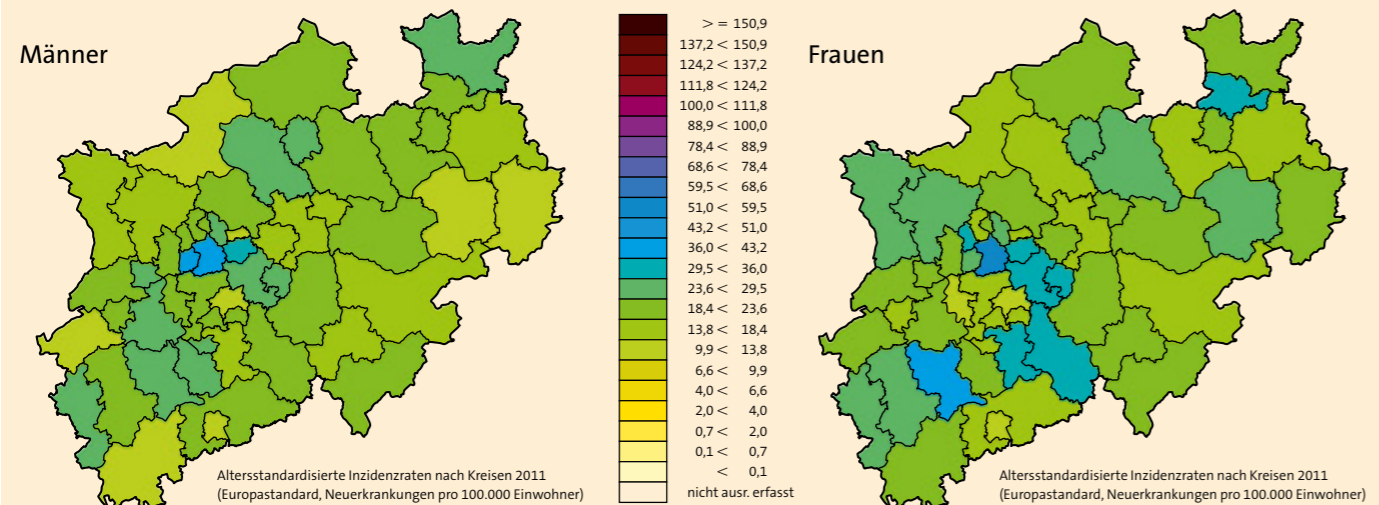 Männer
> = 150,9
137,2 < 150,9
124,2 < 137,2
111,8 < 124,2
100,0 < 111,8
88,9 < 100,0
78,4 < 88,9
68,6 < 78,4
59,5 < 68,6
51,0 < 59,5
43,2 < 51,0
36,0 < 43,2
29,5 < 36,0
23,6 < 29,5
18,4 < 23,6
13,8 < 18,4
9,9 < 13,8
6,6 < 9,9
4,0 < 6,6
2,0 < 4,0
0,7 < 2,0
0,1 < 0,7
< 0,1
nicht ausr. erfasst
Altersstandardisierte Inzidenzraten nach Kreisen 2011
(Europastandard, Neuerkrankungen pro 100.000 Einwohner)
Frauen
Altersstandardisierte Inzidenzraten nach Kreisen 2011
(Europastandard, Neuerkrankungen pro 100.000 Einwohner)